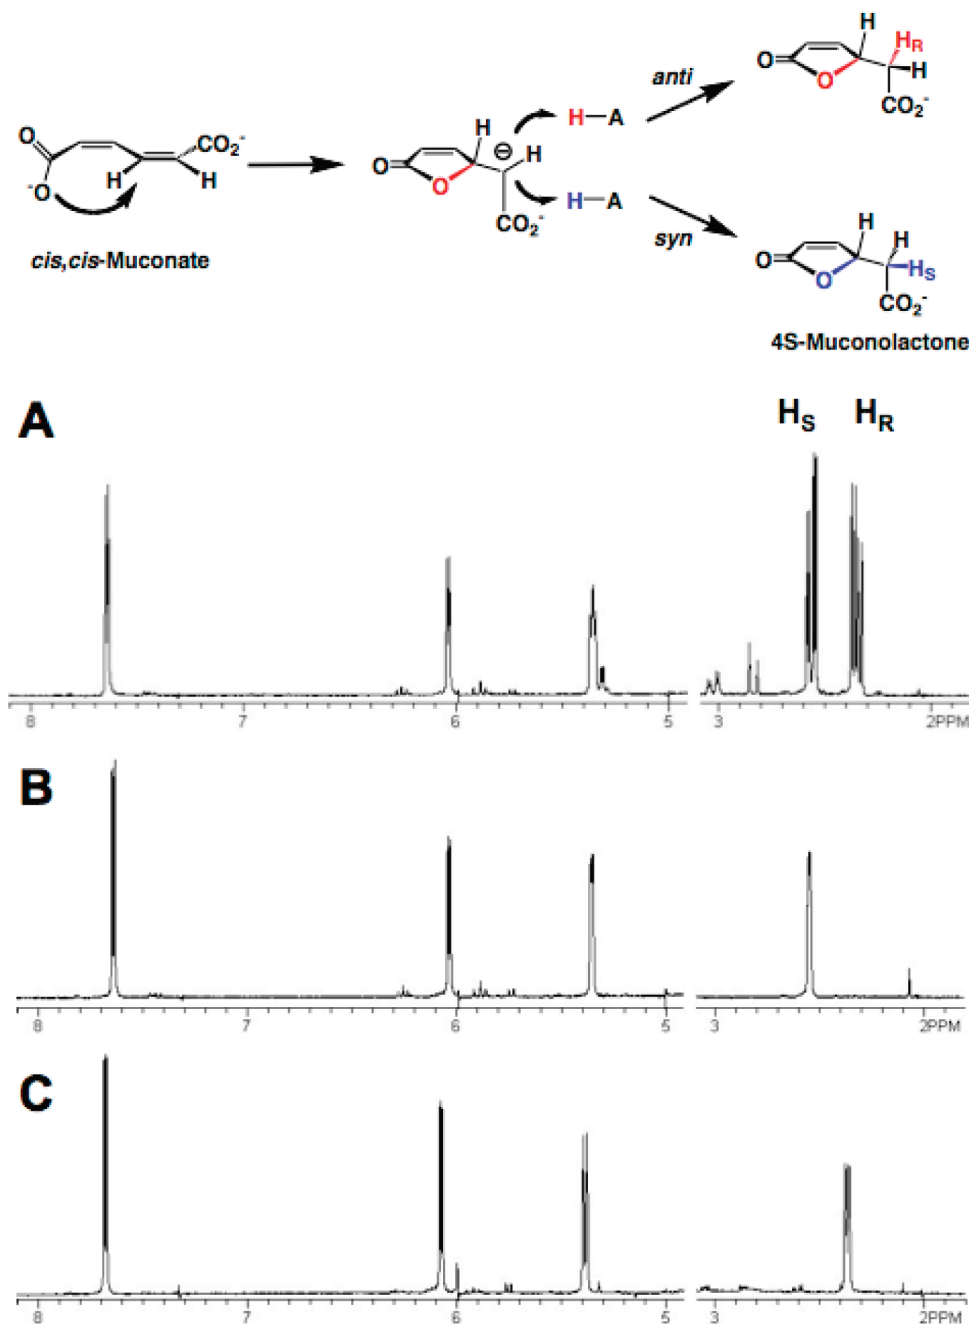 H
HR
H
O
O
CO2-
anti
H
H—A
⊖
H
O
O
CO2-
O
-O
CO2-
H
H
H—A
syn
cis,cis-Muconate
H
H
HS
O
O
CO2-
4S-Muconolactone
A
HS HR
8 7 6 5 3 2PPM
B
8 7 6 5 3 2PPM
C
8 7 6 5 3 2PPM